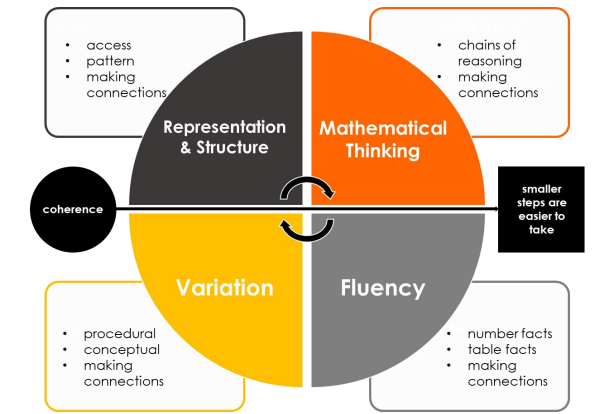 • access
• pattern
• making
connections
• chains of
reasoning
• making
connections
Representation
& Structure
Mathematical
Thinking
coherence
smaller
steps are
easier to
take
Variation
Fluency
• procedural
• conceptual
• making
connections
• number facts
• table facts
• making
connections